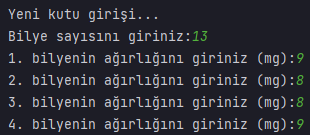 Yeni kutu girişi...
Bilye sayısını giriniz:13
1. bilyenin ağırlığını giriniz (mg):9
2. bilyenin ağırlığını giriniz (mg):8
3. bilyenin ağırlığını giriniz (mg):8
4. bilyenin ağırlığını giriniz (mg):9